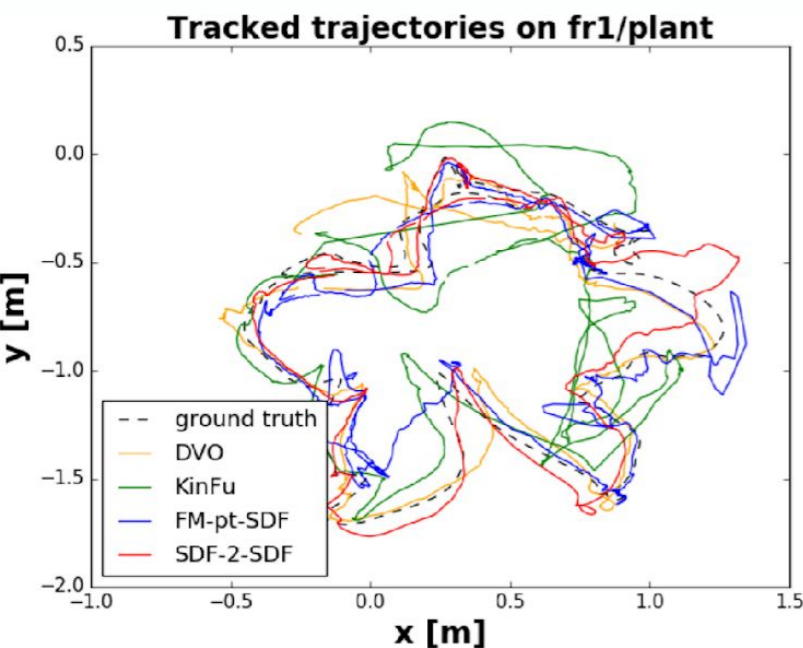 Tracked trajectories on fr1/plant
y [m]
0.5
0.0
−0.5
−1.0
−1.5
−2.0
ground truth
DVO
KinFu
FM-pt-SDF
SDF-2-SDF
−1.0 −0.5 0.0 0.5 1.0 1.5
x [m]